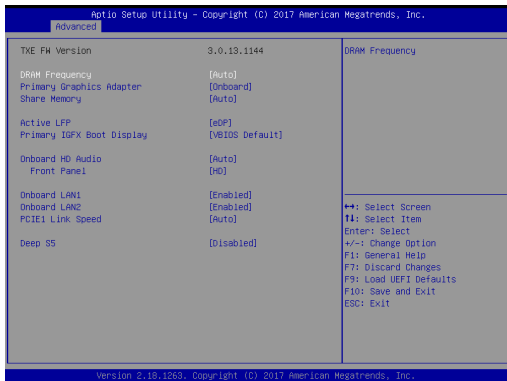 Aptio Setup Utility – Copyright (C) 2017 American Megatrends, Inc.
Advanced
TXE FW Version 3.0.13.1144
DRAM Frequency [Auto]
Primary Graphics Adapter [Onboard]
Share Memory [Auto]
Active LFP [eDP]
Primary IGFX Boot Display [VBIOS Default]
Onboard HD Audio [Auto]
Front Panel [HD]
Onboard LAN1 [Enabled]
Onboard LAN2 [Enabled]
PCIE1 Link Speed [Auto]
Deep S5 [Disabled]
DRAM Frequency
↔: Select Screen
↑↓: Select Item
Enter: Select
+/-: Change Option
F1: General Help
F7: Discard Changes
F9: Load UEFI Defaults
F10: Save and Exit
ESC: Exit
Version 2.18.1263. Copyright (C) 2017 American Megatrends, Inc.